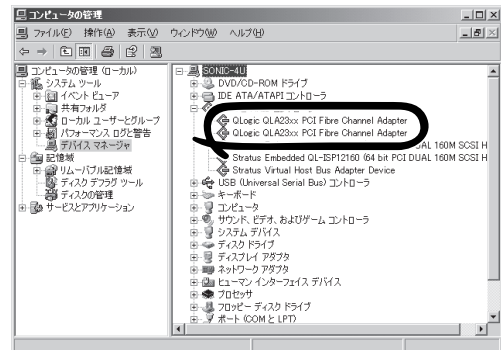 コンピュータの管理
ファイル(F) 操作(A) 表示(V) ウィンドウ(W) ヘルプ(H)
コンピュータの管理 (ローカル)
システム ツール
イベント ビューア
共有フォルダ
ローカル ユーザーとグループ
パフォーマンス ログと警告
デバイス マネージャ
記憶域
リムーバブル記憶域
ディスク デフラグ ツール
ディスクの管理
サービスとアプリケーション
SONIC-4U
DVD/CD-ROM ドライブ
IDE ATA/ATAPI コントローラ
QLogic QLA23xx PCI Fibre Channel Adapter
QLogic QLA23xx PCI Fibre Channel Adapter
DUAL 160M SCSI H
Stratus Embedded QL-ISP12160 (64 bit PCI DUAL 160M SCSI H
Stratus Virtual Host Bus Adapter Device
USB (Universal Serial Bus) コントローラ
キーボード
コンピュータ
サウンド、ビデオ、およびゲーム コントローラ
システム デバイス
ディスク ドライブ
ディスプレイ アダプタ
ネットワーク アダプタ
ヒューマン インターフェイス デバイス
プロセッサ
フロッピー ディスク ドライブ
ポート (COM と LPT)